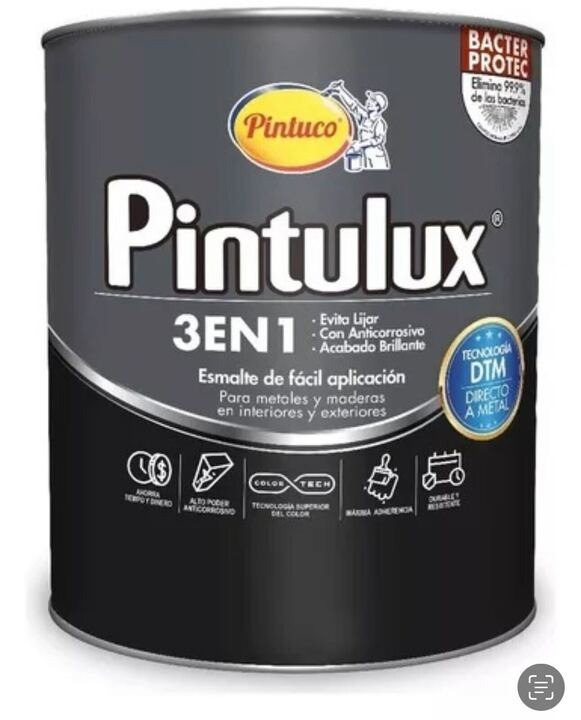 BACTER
PROTEC
Elimina 99.9%
de las bacterias
Pintuco®
Pintulux®
3EN1
· Evita Lijar
· Con Anticorrosivo
· Acabado Brillante
Esmalte de fácil aplicación
Para metales y maderas
en interiores y exteriores
TECNOLOGÍA
DTM
DIRECTO
A METAL
AHORRA
TIEMPO Y DINERO
ALTO PODER
ANTICORROSIVO
COLOR TECH
TECNOLOGÍA SUPERIOR
DEL COLOR
MÁXIMA ADHERENCIA
DURABLE Y
RESISTENTE